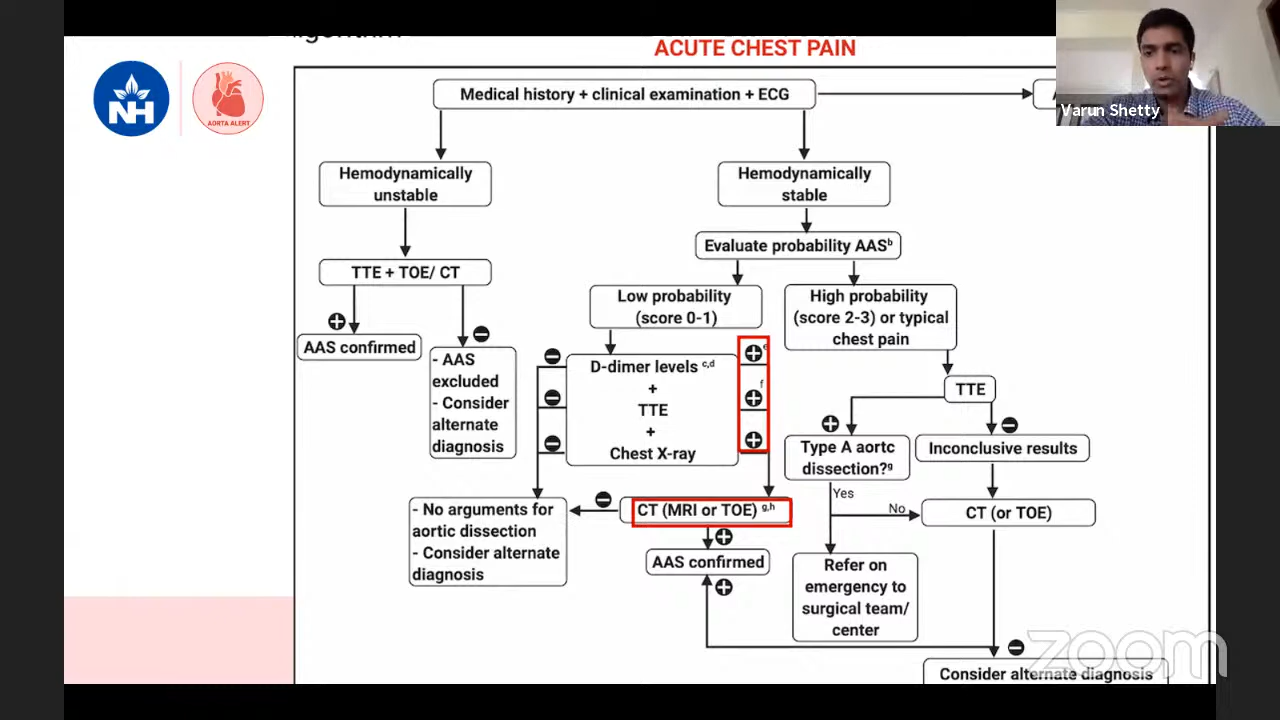 ACUTE CHEST PAIN
NH
AORTA ALERT
Varun Shetty
Medical history + clinical examination + ECG
Hemodynamically
unstable
Hemodynamically
stable
Evaluate probability AASᵇ
TTE + TOE/ CT
Low probability
(score 0-1)
High probability
(score 2-3) or typical
chest pain
AAS confirmed
- AAS
excluded
- Consider
alternate
diagnosis
D-dimer levels ᶜ,ᵈ
+
TTE
+
Chest X-ray
e
f
TTE
Type A aortc
dissection?ᵍ
Inconclusive results
Yes
No
- No arguments for
aortic dissection
- Consider alternate
diagnosis
CT (MRI or TOE) ᵍ,ʰ
CT (or TOE)
AAS confirmed
Refer on
emergency to
surgical team/
center
Consider alternate diagnosis
zoom